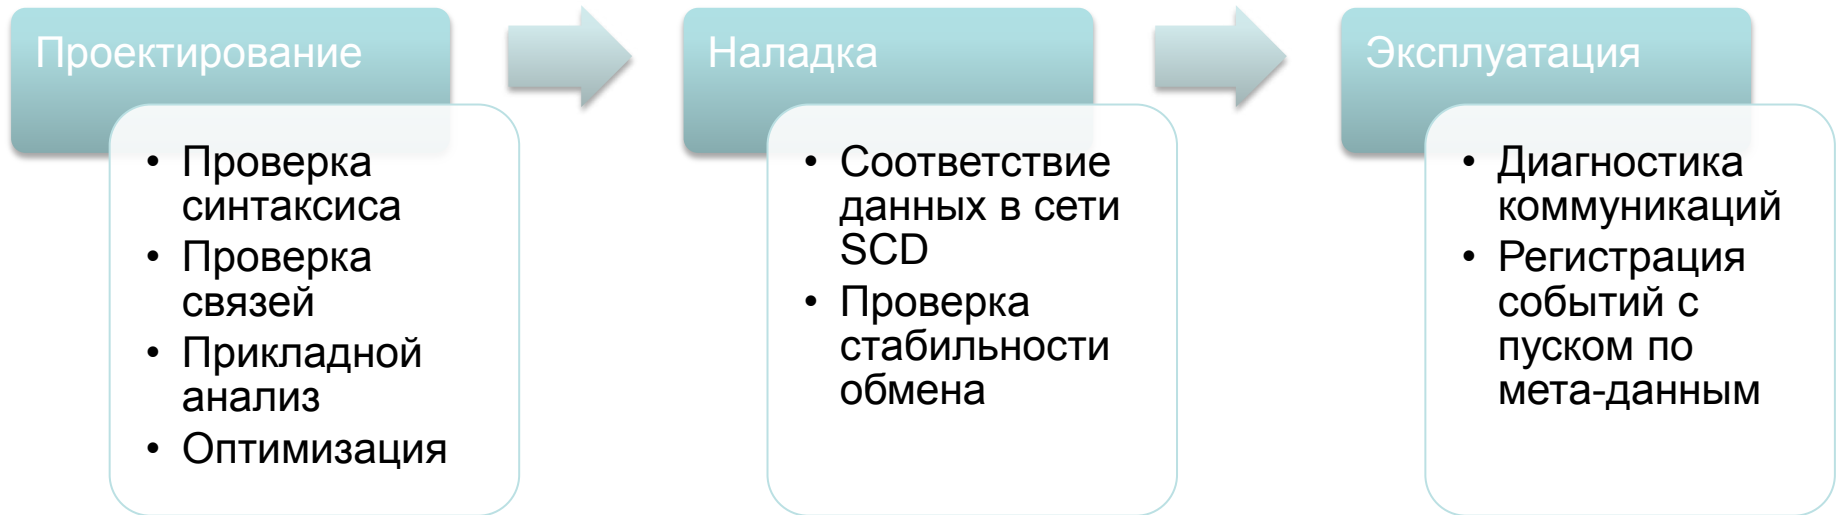 Проектирование
• Проверка
синтаксиса
• Проверка
связей
• Прикладной
анализ
• Оптимизация
Наладка
• Соответствие
данных в сети
SCD
• Проверка
стабильности
обмена
Эксплуатация
• Диагностика
коммуникаций
• Регистрация
событий с
пуском по
мета-данным